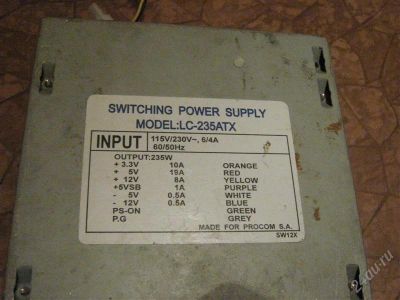 SWITCHING POWER SUPPLY
MODEL:LC-235ATX
INPUT 115V/230V~, 6/4A
60/50Hz
OUTPUT:235W
+ 3.3V 10A ORANGE
+ 5V 19A RED
+ 12V 8A YELLOW
+5VSB 1A PURPLE
- 5V 0.5A WHITE
- 12V 0.5A BLUE
PS-ON GREEN
P.G GREY
MADE FOR PROCOM S.A.
SW12X
24au.ru